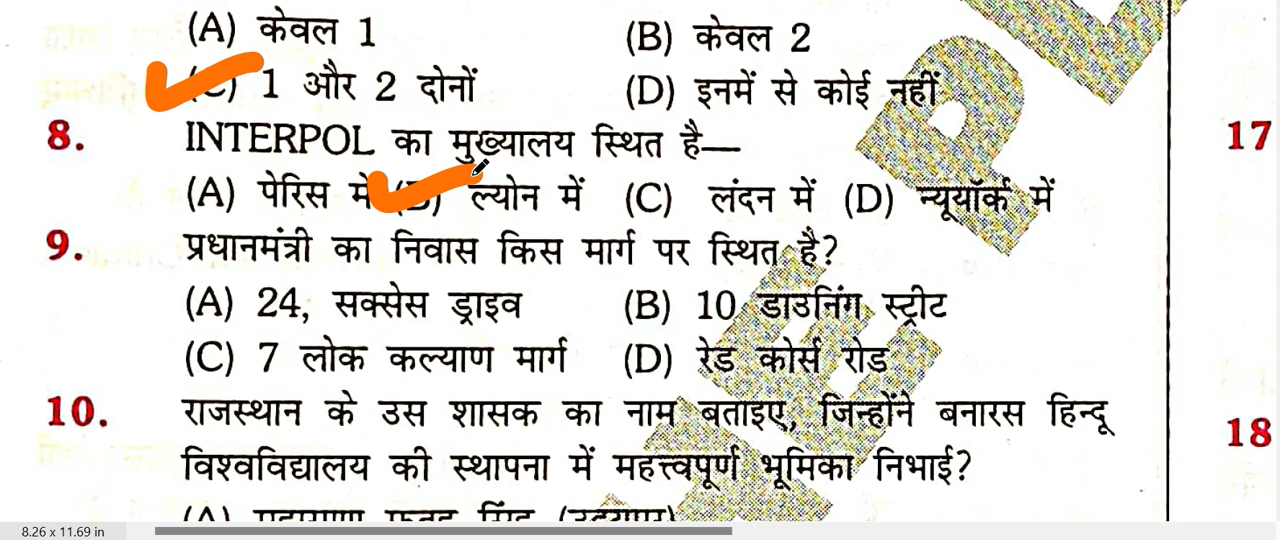 (A) केवल 1 (B) केवल 2
(C) 1 और 2 दोनों (D) इनमें से कोई नहीं
8. INTERPOL का मुख्यालय स्थित है— 17
(A) पेरिस में (B) ल्योन में (C) लंदन में (D) न्यूयॉर्क में
9. प्रधानमंत्री का निवास किस मार्ग पर स्थित है?
(A) 24, सक्सेस ड्राइव (B) 10 डाउनिंग स्ट्रीट
(C) 7 लोक कल्याण मार्ग (D) रेड कोर्स रोड
10. राजस्थान के उस शासक का नाम बताइए, जिन्होंने बनारस हिन्दू 18
विश्वविद्यालय की स्थापना में महत्त्वपूर्ण भूमिका निभाई?
(A)
8.26 x 11.69 in